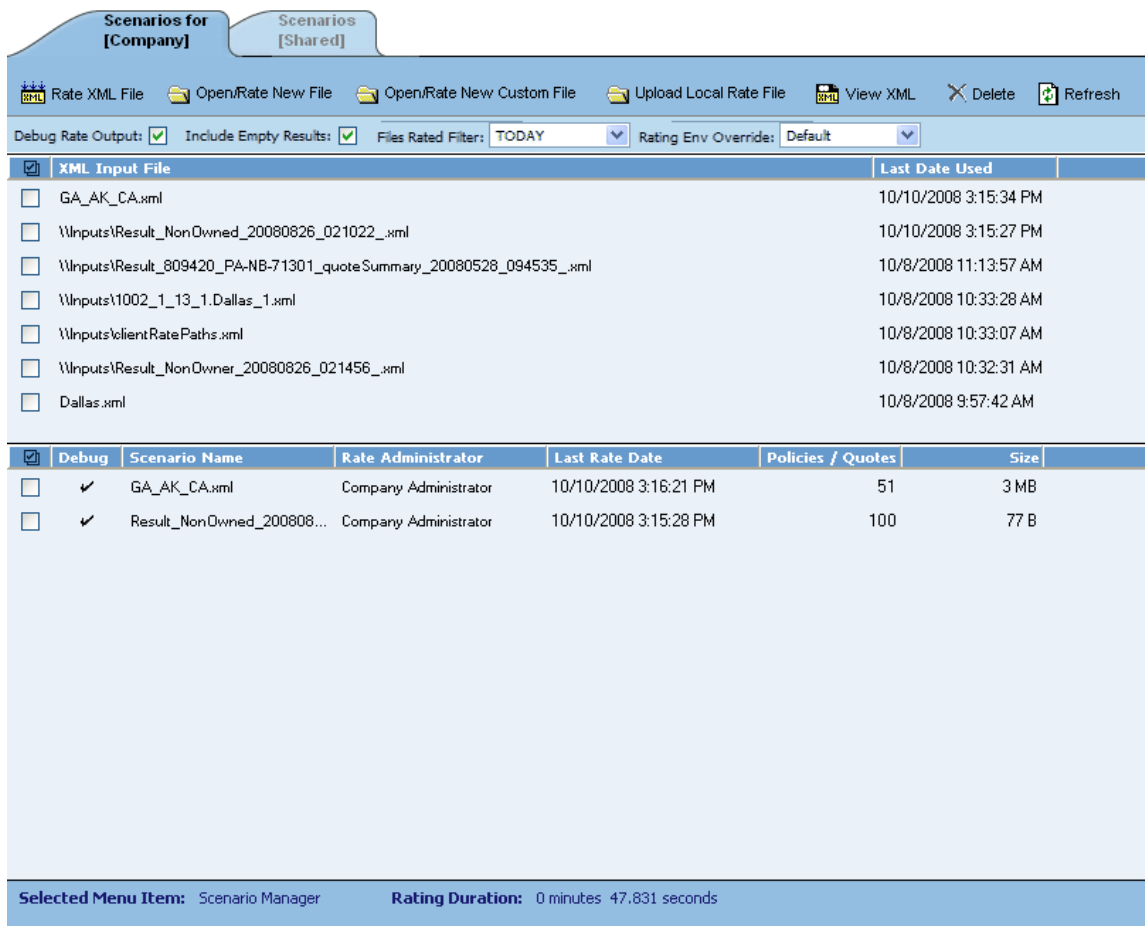 Scenarios for [Company]
Scenarios [Shared]
Rate XML File Open/Rate New File Open/Rate New Custom File Upload Local Rate File View XML Delete Refresh
Debug Rate Output: Include Empty Results: Files Rated Filter: TODAY Rating Env Override: Default
XML Input File Last Date Used
GA_AK_CA.xml 10/10/2008 3:15:34 PM
\\Inputs\Result_NonOwned_20080826_021022_.xml 10/10/2008 3:15:27 PM
\\Inputs\Result_809420_PA-NB-71301_quoteSummary_20080528_094535_.xml 10/8/2008 11:13:57 AM
\\Inputs\1002_1_13_1.Dallas_1.xml 10/8/2008 10:33:28 AM
\\Inputs\clientRatePaths.xml 10/8/2008 10:33:07 AM
\\Inputs\Result_NonOwner_20080826_021456_.xml 10/8/2008 10:32:31 AM
Dallas.xml 10/8/2008 9:57:42 AM
Debug Scenario Name Rate Administrator Last Rate Date Policies / Quotes Size
GA_AK_CA.xml Company Administrator 10/10/2008 3:16:21 PM 51 3 MB
Result_NonOwned_200808... Company Administrator 10/10/2008 3:15:28 PM 100 77 B
Selected Menu Item: Scenario Manager Rating Duration: 0 minutes 47.831 seconds